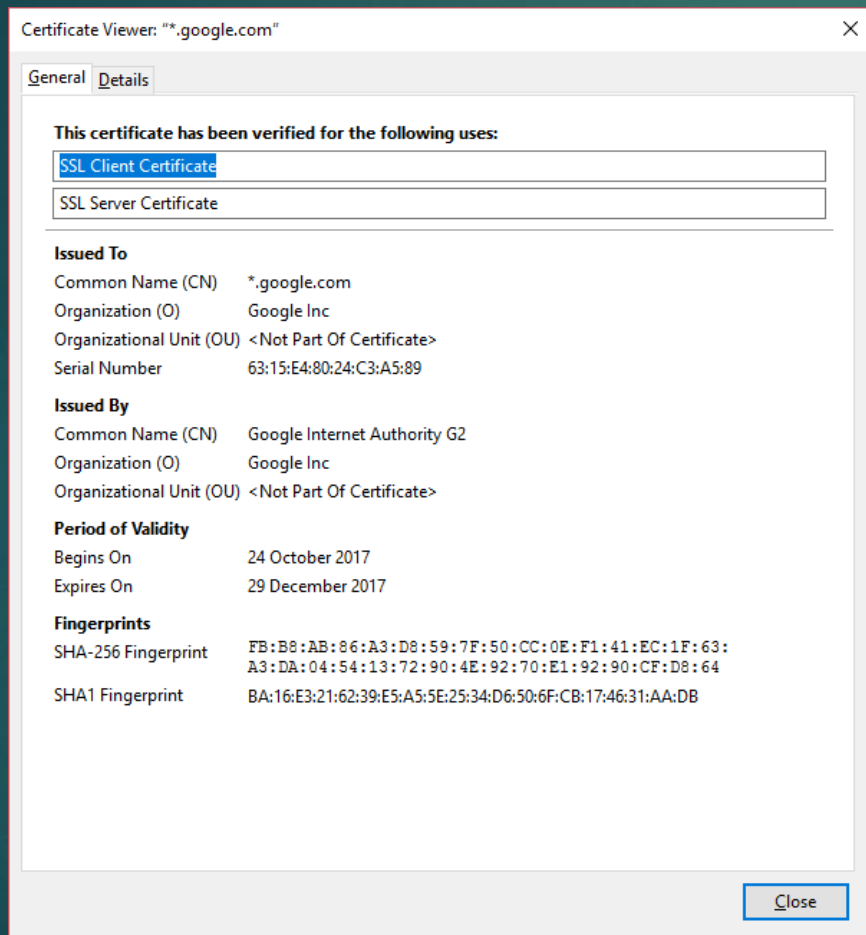 Certificate Viewer: “*.google.com”
General Details
This certificate has been verified for the following uses:
SSL Client Certificate
SSL Server Certificate
Issued To
Common Name (CN) *.google.com
Organization (O) Google Inc
Organizational Unit (OU) <Not Part Of Certificate>
Serial Number 63:15:E4:80:24:C3:A5:89
Issued By
Common Name (CN) Google Internet Authority G2
Organization (O) Google Inc
Organizational Unit (OU) <Not Part Of Certificate>
Period of Validity
Begins On 24 October 2017
Expires On 29 December 2017
Fingerprints
SHA-256 Fingerprint FB:B8:AB:86:A3:D8:59:7F:50:CC:0E:F1:41:EC:1F:63:
A3:DA:04:54:13:72:90:4E:92:70:E1:92:90:CF:D8:64
SHA1 Fingerprint BA:16:E3:21:62:39:E5:A5:5E:25:34:D6:50:6F:CB:17:46:31:AA:DB
Close